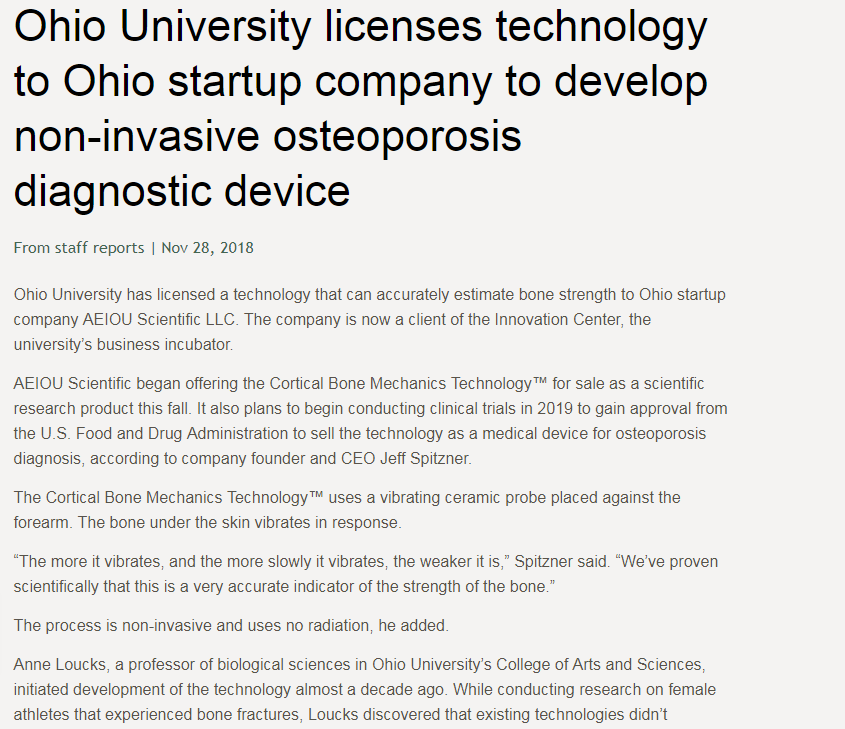 Ohio University licenses technology
to Ohio startup company to develop
non-invasive osteoporosis
diagnostic device
From staff reports | Nov 28, 2018
Ohio University has licensed a technology that can accurately estimate bone strength to Ohio startup
company AEIOU Scientific LLC. The company is now a client of the Innovation Center, the
university’s business incubator.
AEIOU Scientific began offering the Cortical Bone Mechanics Technology™ for sale as a scientific
research product this fall. It also plans to begin conducting clinical trials in 2019 to gain approval from
the U.S. Food and Drug Administration to sell the technology as a medical device for osteoporosis
diagnosis, according to company founder and CEO Jeff Spitzner.
The Cortical Bone Mechanics Technology™ uses a vibrating ceramic probe placed against the
forearm. The bone under the skin vibrates in response.
“The more it vibrates, and the more slowly it vibrates, the weaker it is,” Spitzner said. “We’ve proven
scientifically that this is a very accurate indicator of the strength of the bone.”
The process is non-invasive and uses no radiation, he added.
Anne Loucks, a professor of biological sciences in Ohio University’s College of Arts and Sciences,
initiated development of the technology almost a decade ago. While conducting research on female
athletes that experienced bone fractures, Loucks discovered that existing technologies didn’t